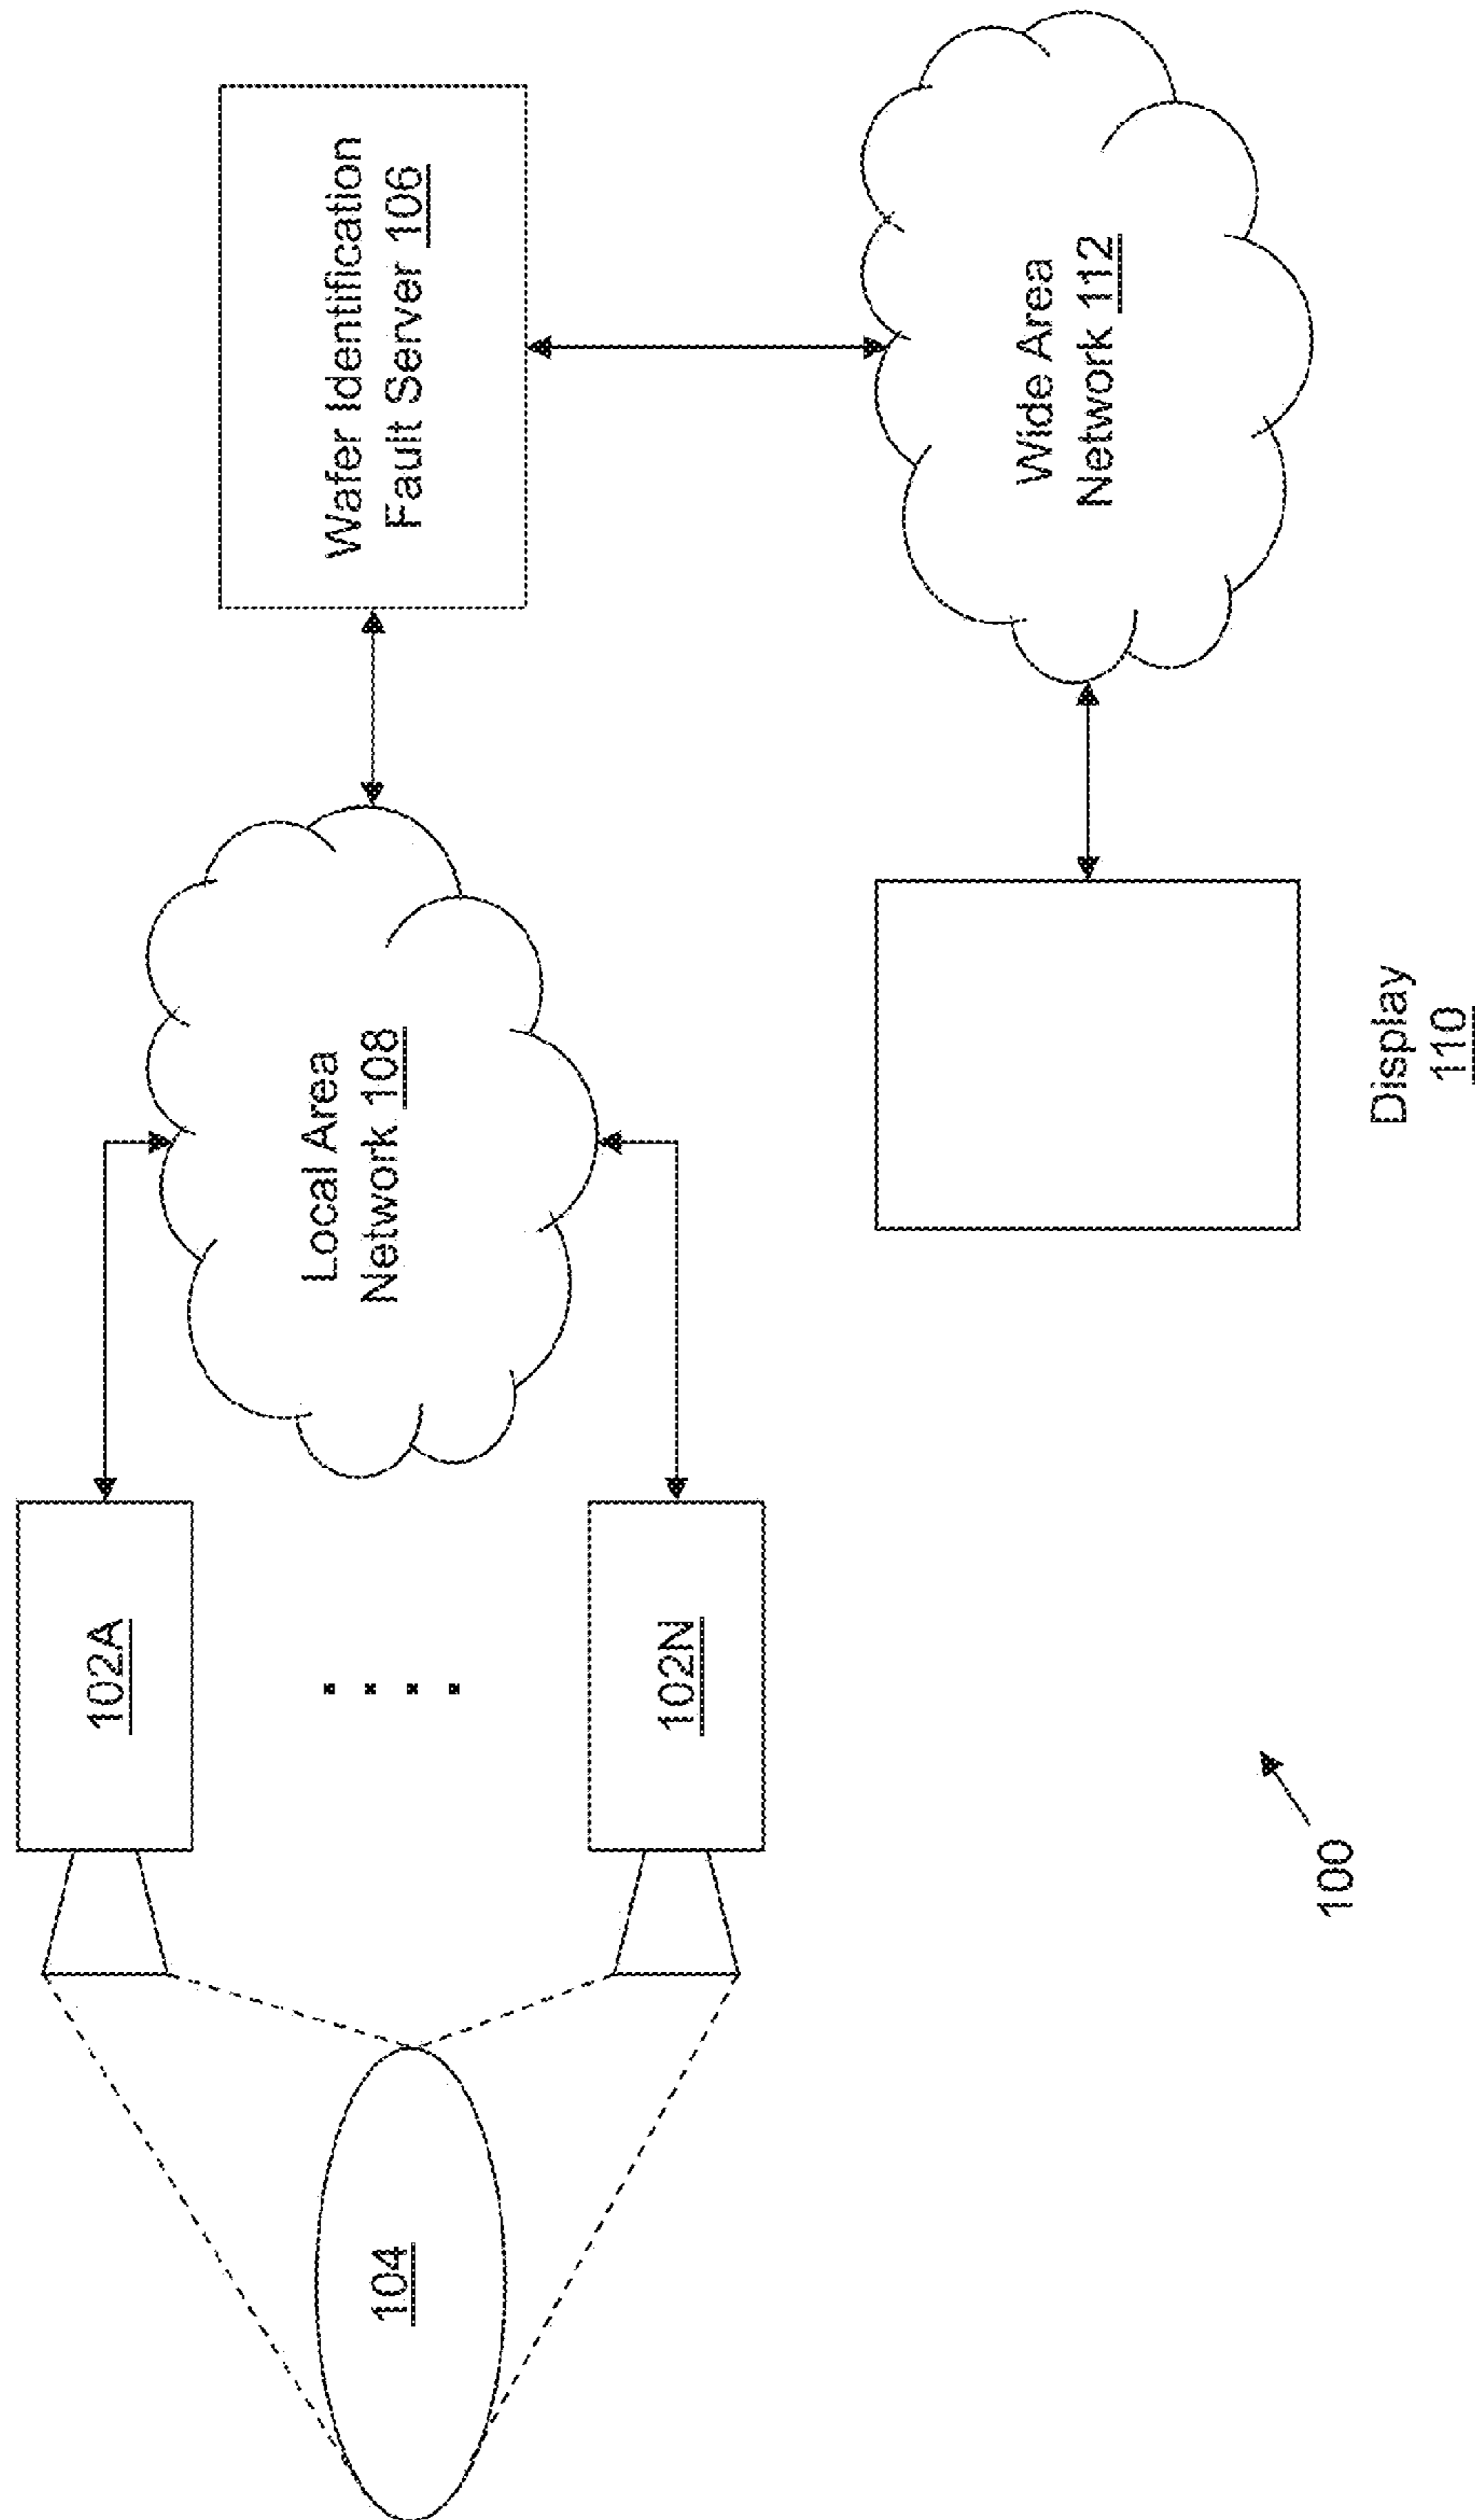 102A
102N
104
Local Area
Network 108
Wafer Identification
Fault Server 106
Wide Area
Network 112
Display
110
100